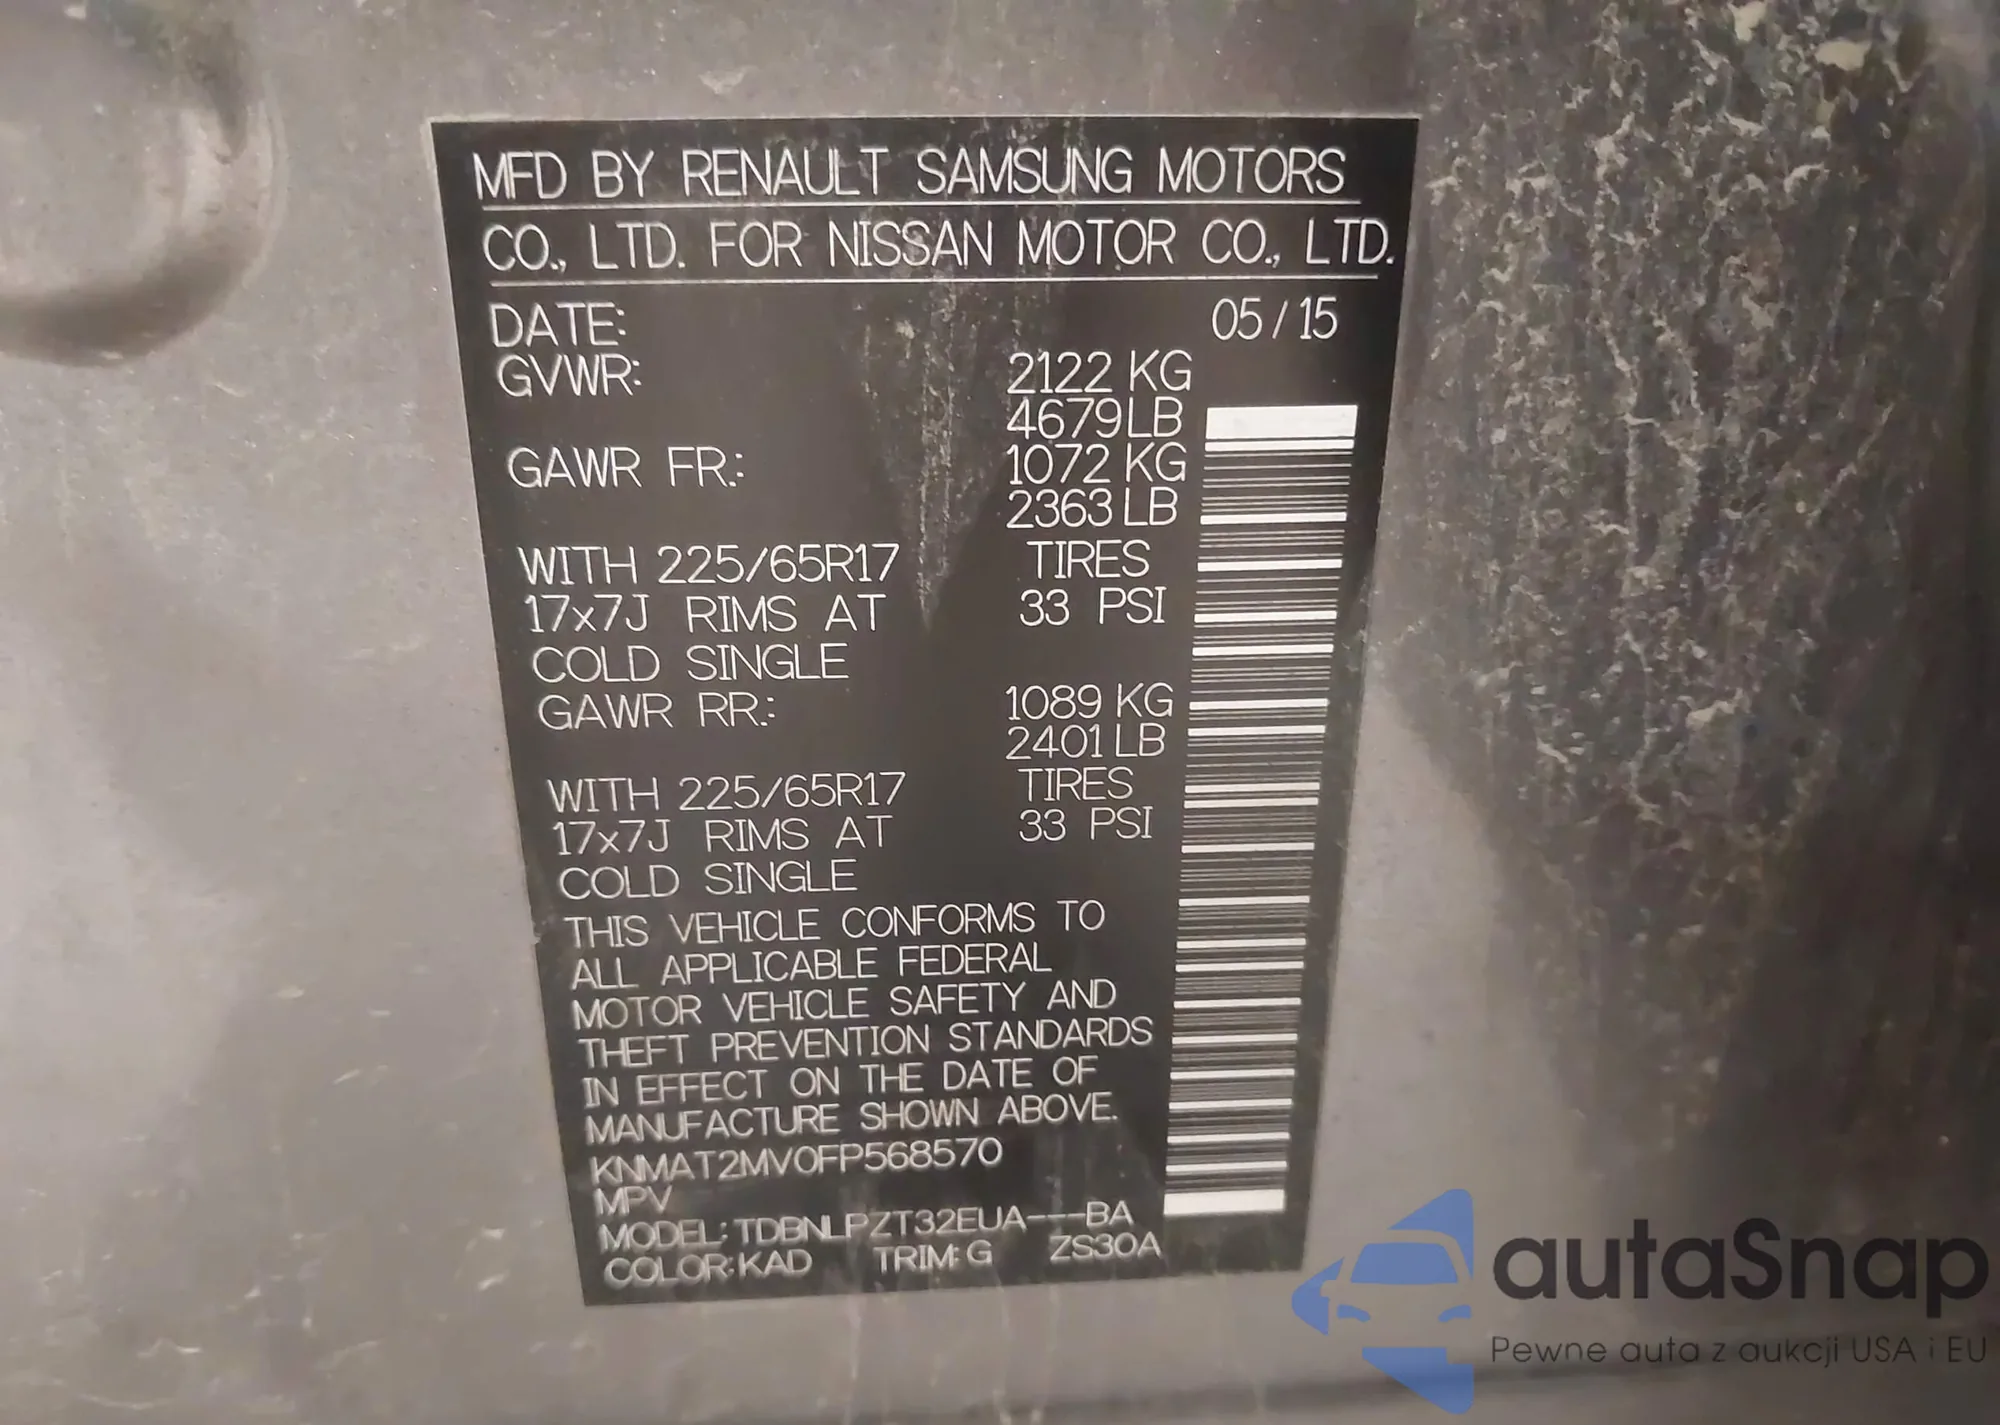 MFD BY RENAULT SAMSUNG MOTORS
CO., LTD. FOR NISSAN MOTOR CO., LTD.
DATE: 05 / 15
GVWR: 2122 KG
4679 LB
GAWR FR.: 1072 KG
2363 LB
WITH 225/65R17 TIRES
17x7J RIMS AT 33 PSI
COLD SINGLE
GAWR RR.: 1089 KG
2401 LB
WITH 225/65R17 TIRES
17x7J RIMS AT 33 PSI
COLD SINGLE
THIS VEHICLE CONFORMS TO
ALL APPLICABLE FEDERAL
MOTOR VEHICLE SAFETY AND
THEFT PREVENTION STANDARDS
IN EFFECT ON THE DATE OF
MANUFACTURE SHOWN ABOVE.
KNMAT2MV0FP568570
MPV
MODEL: TDBNLPZT32EUA---BA
COLOR: KAD TRIM: G ZS30A
autaSnap
Pewne auta z aukcji USA i EU